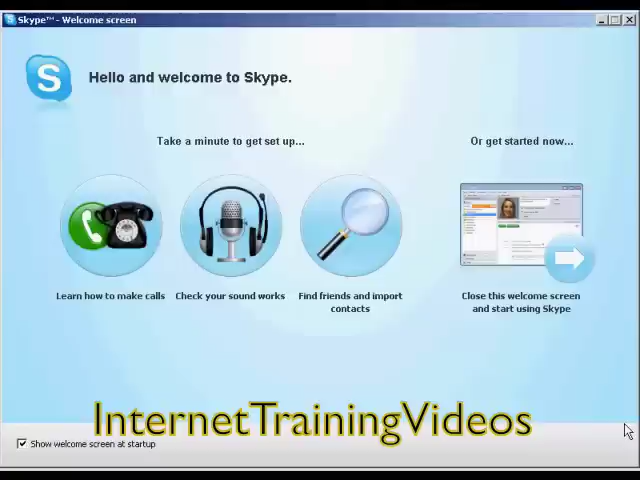 Skype™ - Welcome screen
Hello and welcome to Skype.
Take a minute to get set up...
Or get started now...
Learn how to make calls
Check your sound works
Find friends and import
contacts
Close this welcome screen
and start using Skype
InternetTrainingVideos
Show welcome screen at startup